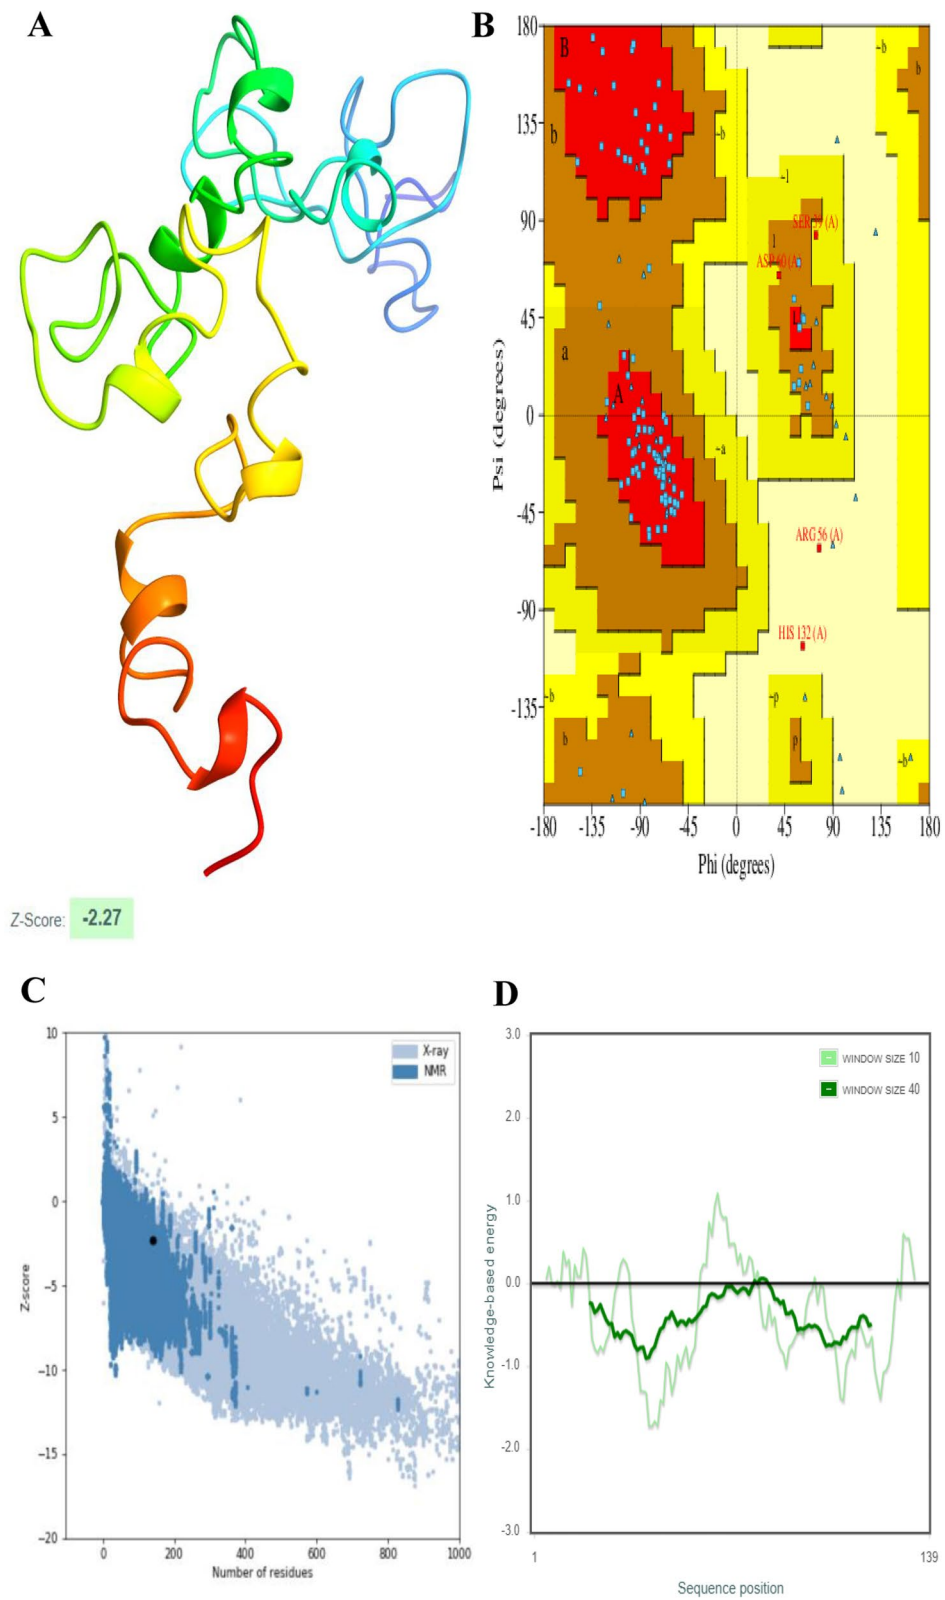 A
B
180
135
90
45
0
-45
-90
-135
Psi (degrees)
B
~b
b
b
~b
~l
SER 39 (A)
l
ASP 60 (A)
L
a
A
~a
ARG 56 (A)
HIS 132 (A)
~b
~p
b
p
~b
-180
-135
-90
-45
0
45
90
135
180
Phi (degrees)
Z-Score: -2.27
C
D
10
5
0
−5
−10
−15
−20
Z-score
X-ray
NMR
0
200
400
600
800
1000
Number of residues
3.0
2.0
1.0
0.0
-1.0
-2.0
-3.0
Knowledge-based energy
WINDOW SIZE 10
WINDOW SIZE 40
1
139
Sequence position